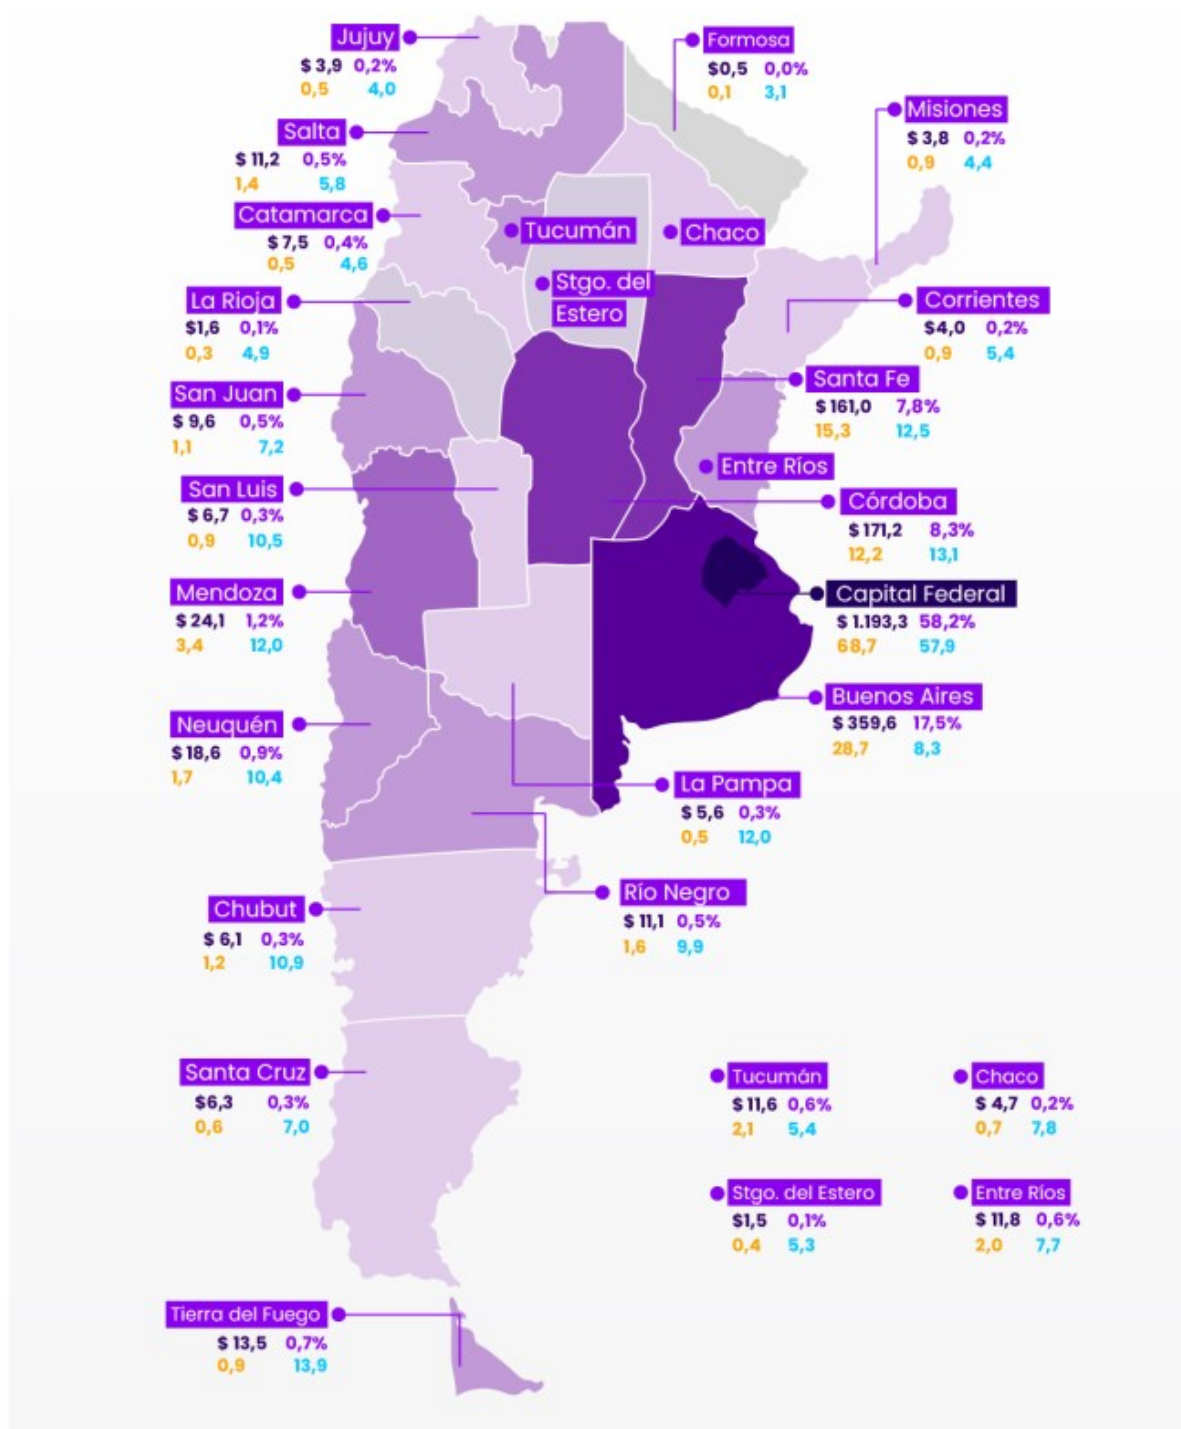 Jujuy
$ 3,9 0,2%
0,5 4,0
Formosa
$0,5 0,0%
0,1 3,1
Misiones
$ 3,8 0,2%
0,9 4,4
Salta
$ 11,2 0,5%
1,4 5,8
Catamarca
$ 7,5 0,4%
0,5 4,6
Tucumán
Chaco
Stgo. del
Estero
La Rioja
$1,6 0,1%
0,3 4,9
Corrientes
$4,0 0,2%
0,9 5,4
San Juan
$ 9,6 0,5%
1,1 7,2
Santa Fe
$ 161,0 7,8%
15,3 12,5
Entre Ríos
San Luis
$ 6,7 0,3%
0,9 10,5
Córdoba
$ 171,2 8,3%
12,2 13,1
Mendoza
$ 24,1 1,2%
3,4 12,0
Capital Federal
$ 1.193,3 58,2%
68,7 57,9
Neuquén
$ 18,6 0,9%
1,7 10,4
Buenos Aires
$ 359,6 17,5%
28,7 8,3
La Pampa
$ 5,6 0,3%
0,5 12,0
Río Negro
$ 11,1 0,5%
1,6 9,9
Chubut
$ 6,1 0,3%
1,2 10,9
Santa Cruz
$6,3 0,3%
0,6 7,0
Tucumán
$ 11,6 0,6%
2,1 5,4
Chaco
$ 4,7 0,2%
0,7 7,8
Stgo. del Estero
$1,5 0,1%
0,4 5,3
Entre Ríos
$ 11,8 0,6%
2,0 7,7
Tierra del Fuego
$ 13,5 0,7%
0,9 13,9